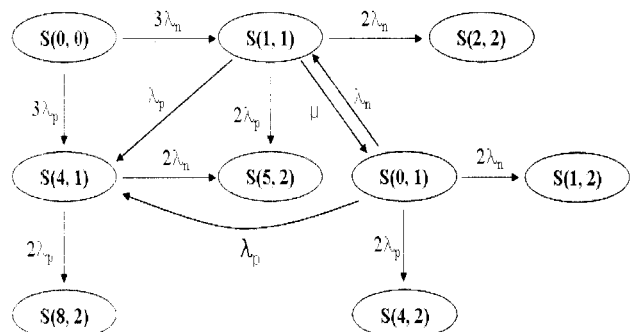 S(0, 0)
3λn
S(1, 1)
2λn
S(2, 2)
3λp
λp
2λp
μ
λn
S(4, 1)
2λn
S(5, 2)
S(0, 1)
2λn
S(1, 2)
2λp
λp
2λp
S(8, 2)
S(4, 2)